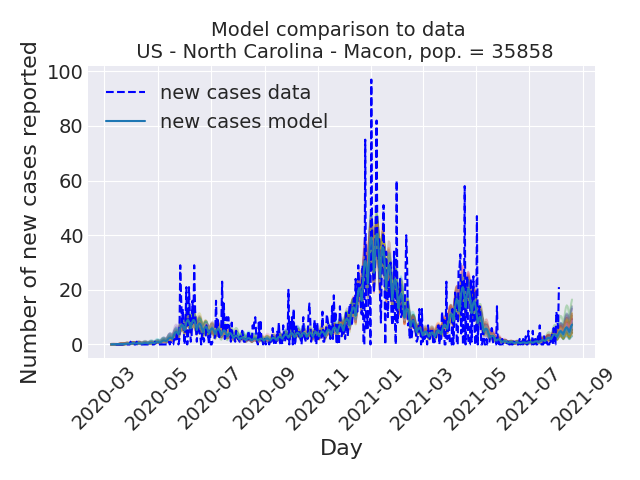 Model comparison to data
US - North Carolina - Macon, pop. = 35858
Number of new cases reported
100
80
60
40
20
0
new cases data
new cases model
2020-03
2020-05
2020-07
2020-09
2020-11
2021-01
2021-03
2021-05
2021-07
2021-09
Day